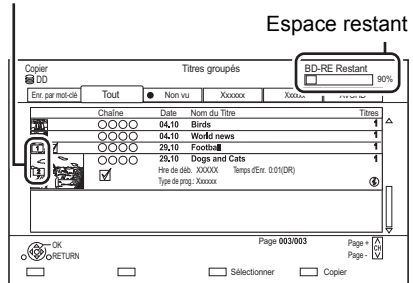 Espace restant
Copier
DD
Titres groupés
BD-RE Restant
90%
Enr. par mot-clé Tout Non vu Xxxxxx Xxxxxx
Chaîne Date Nom du Titre Titres
04.10 Birds 1
04.10 World news 1
1 29.10 Football 1
2 29.10 Dogs and Cats 1
Hre de déb. XXXXX Temps d'Enr. 0:01(DR)
Type de prog.: Xxxxxx
OK
RETURN
Page 003/003
Page +
CH
Page -
Sélectionner Copier